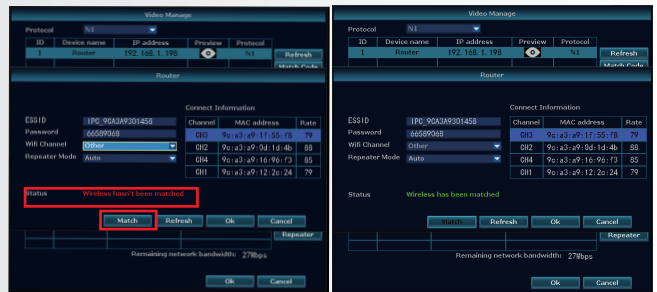 Video Manage
Protocol N1
ID Device name IP address Preview Protocol
1 Router 192. 168. 1. 198 N1 Refresh
Match Code
Router
Connect Information
ESSID IPC_9CA3A9301458 Channel MAC address Rate
Password 66589068 CH3 9c:a3:a9:1f:55:f8 79
Wifi Channel Other CH2 9c:a3:a9:0d:1d:4b 88
Repeater Mode Auto CH4 9c:a3:a9:16:96:f3 85
CH1 9c:a3:a9:12:2c:24 79
Status Wireless hasn't been matched
Match Refresh Ok Cancel
Repeater
Remaining network bandwidth: 27Mbps
Ok Cancel
Video Manage
Protocol N1
ID Device name IP address Preview Protocol
1 Router 192. 168. 1. 198 N1 Refresh
Match Code
Router
Connect Information
ESSID IPC_9CA3A9301458 Channel MAC address Rate
Password 66589068 CH3 9c:a3:a9:1f:55:f8 79
Wifi Channel Other CH2 9c:a3:a9:0d:1d:4b 88
Repeater Mode Auto CH4 9c:a3:a9:16:96:f3 85
CH1 9c:a3:a9:12:2c:24 79
Status Wireless has been matched
Match Refresh Ok Cancel
Repeater
Remaining network bandwidth: 27Mbps
Ok Cancel